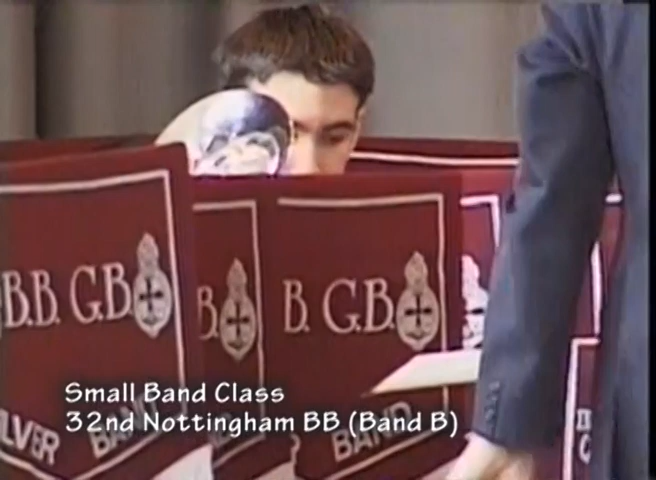 B.B. G.B.
B. G.B.
SILVER BAND
BAND
Small Band Class
32nd Nottingham BB (Band B)